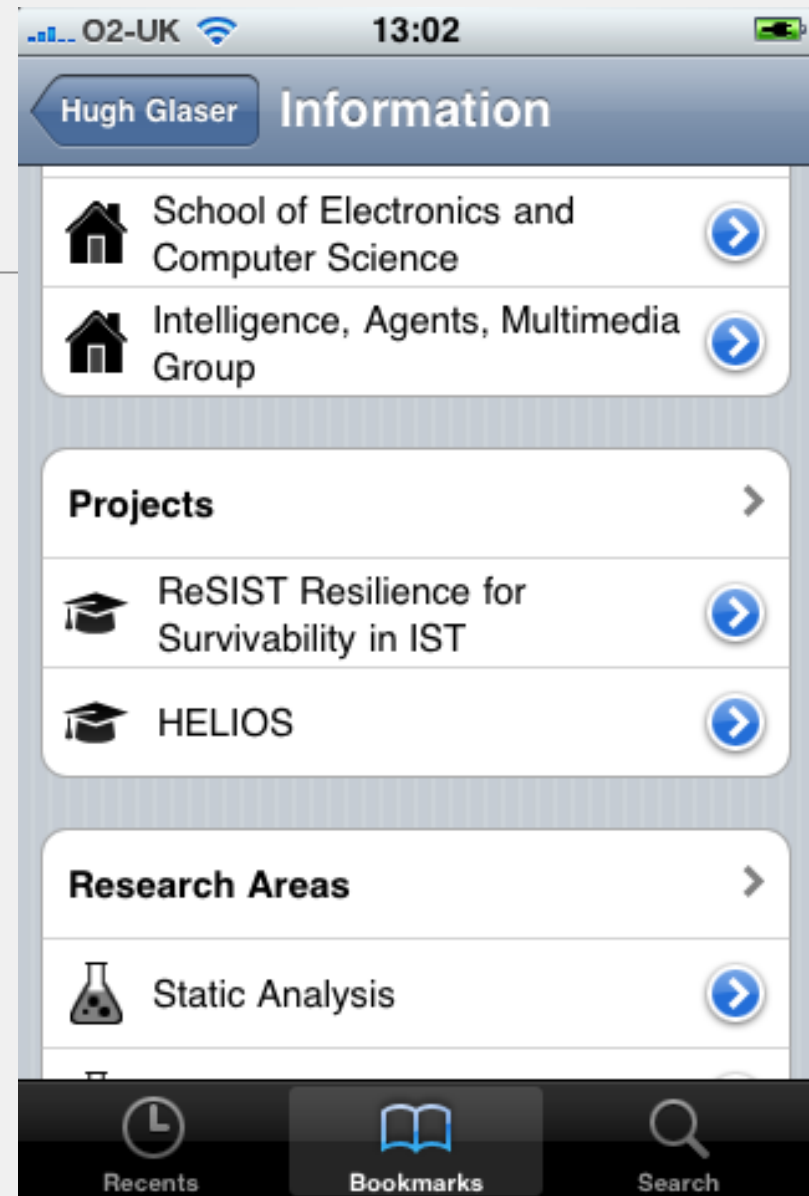 O2-UK 13:02
Hugh Glaser Information
School of Electronics and
Computer Science
Intelligence, Agents, Multimedia
Group
Projects
ReSIST Resilience for
Survivability in IST
HELIOS
Research Areas
Static Analysis
Recents Bookmarks Search